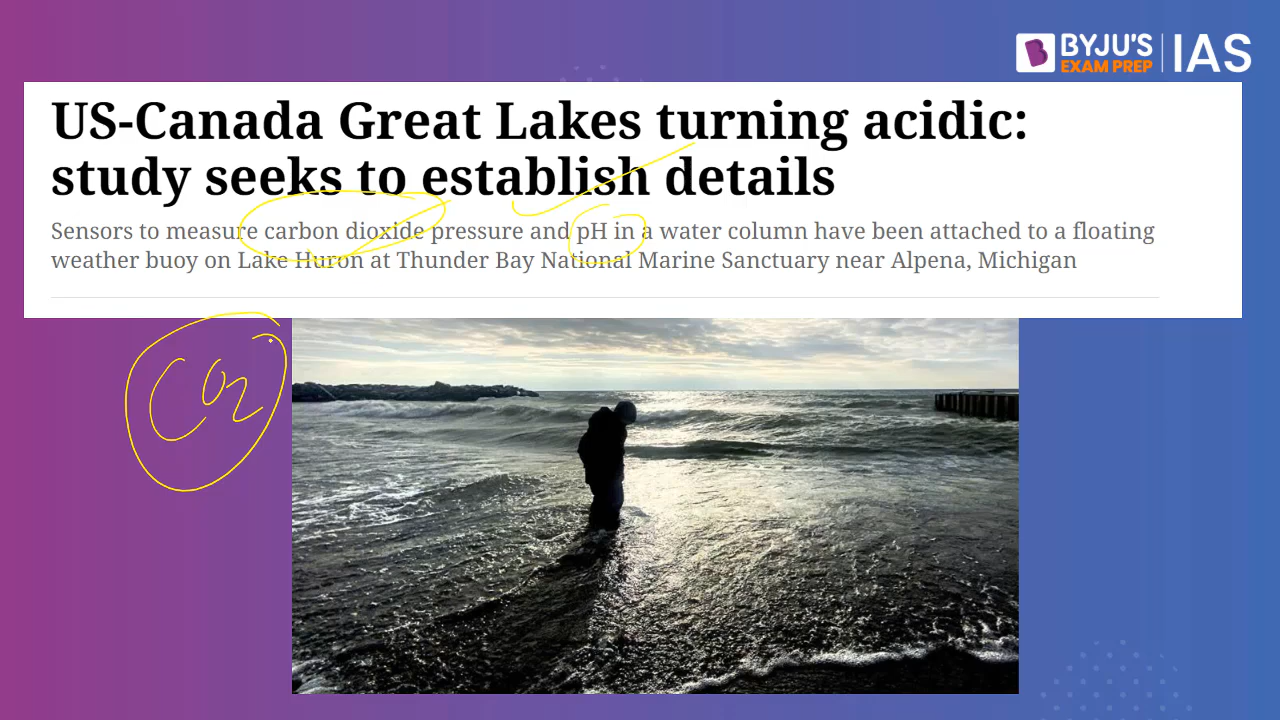 BYJU'S
EXAM PREP
IAS
US-Canada Great Lakes turning acidic:
study seeks to establish details
Sensors to measure carbon dioxide pressure and pH in a water column have been attached to a floating
weather buoy on Lake Huron at Thunder Bay National Marine Sanctuary near Alpena, Michigan
CO2